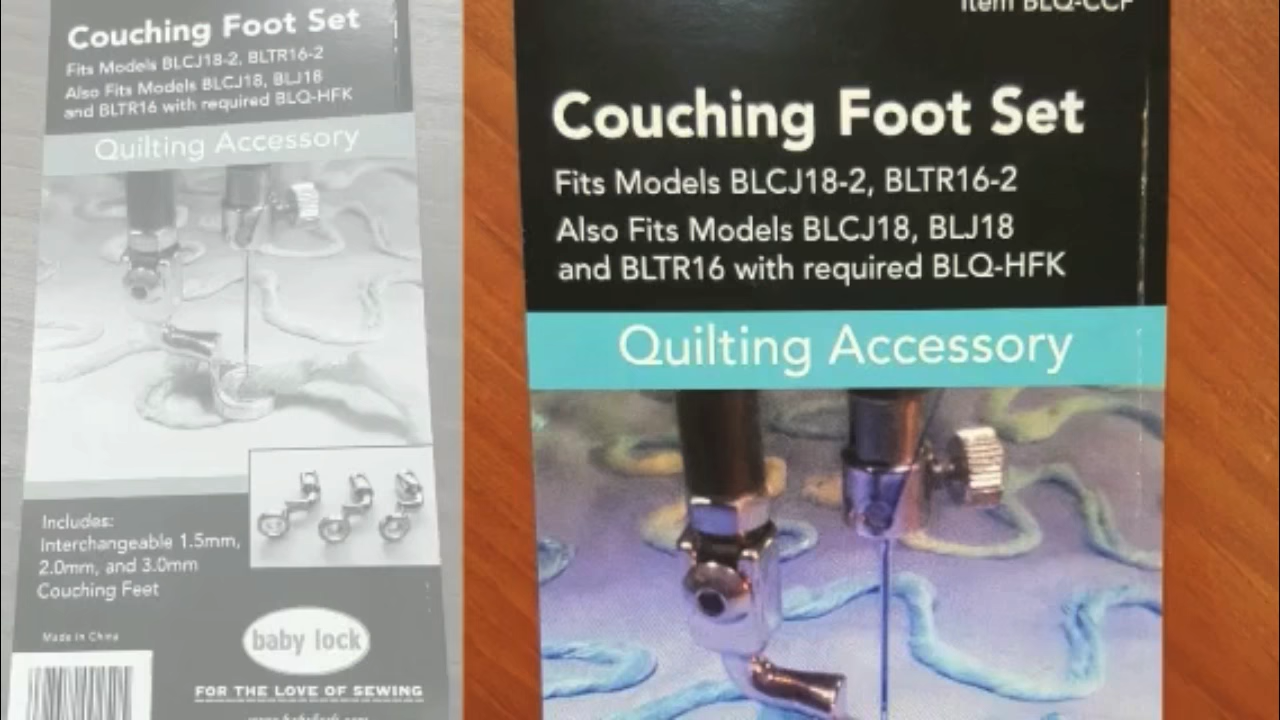 Couching Foot Set
Fits Models BLCJ18-2, BLTR16-2
Also Fits Models BLCJ18, BLJ18
and BLTR16 with required BLQ-HFK
Quilting Accessory
Includes:
Interchangeable 1.5mm,
2.0mm, and 3.0mm
Couching Feet
Made in China
baby lock
FOR THE LOVE OF SEWING
Item BLQ-CCF
Couching Foot Set
Fits Models BLCJ18-2, BLTR16-2
Also Fits Models BLCJ18, BLJ18
and BLTR16 with required BLQ-HFK
Quilting Accessory